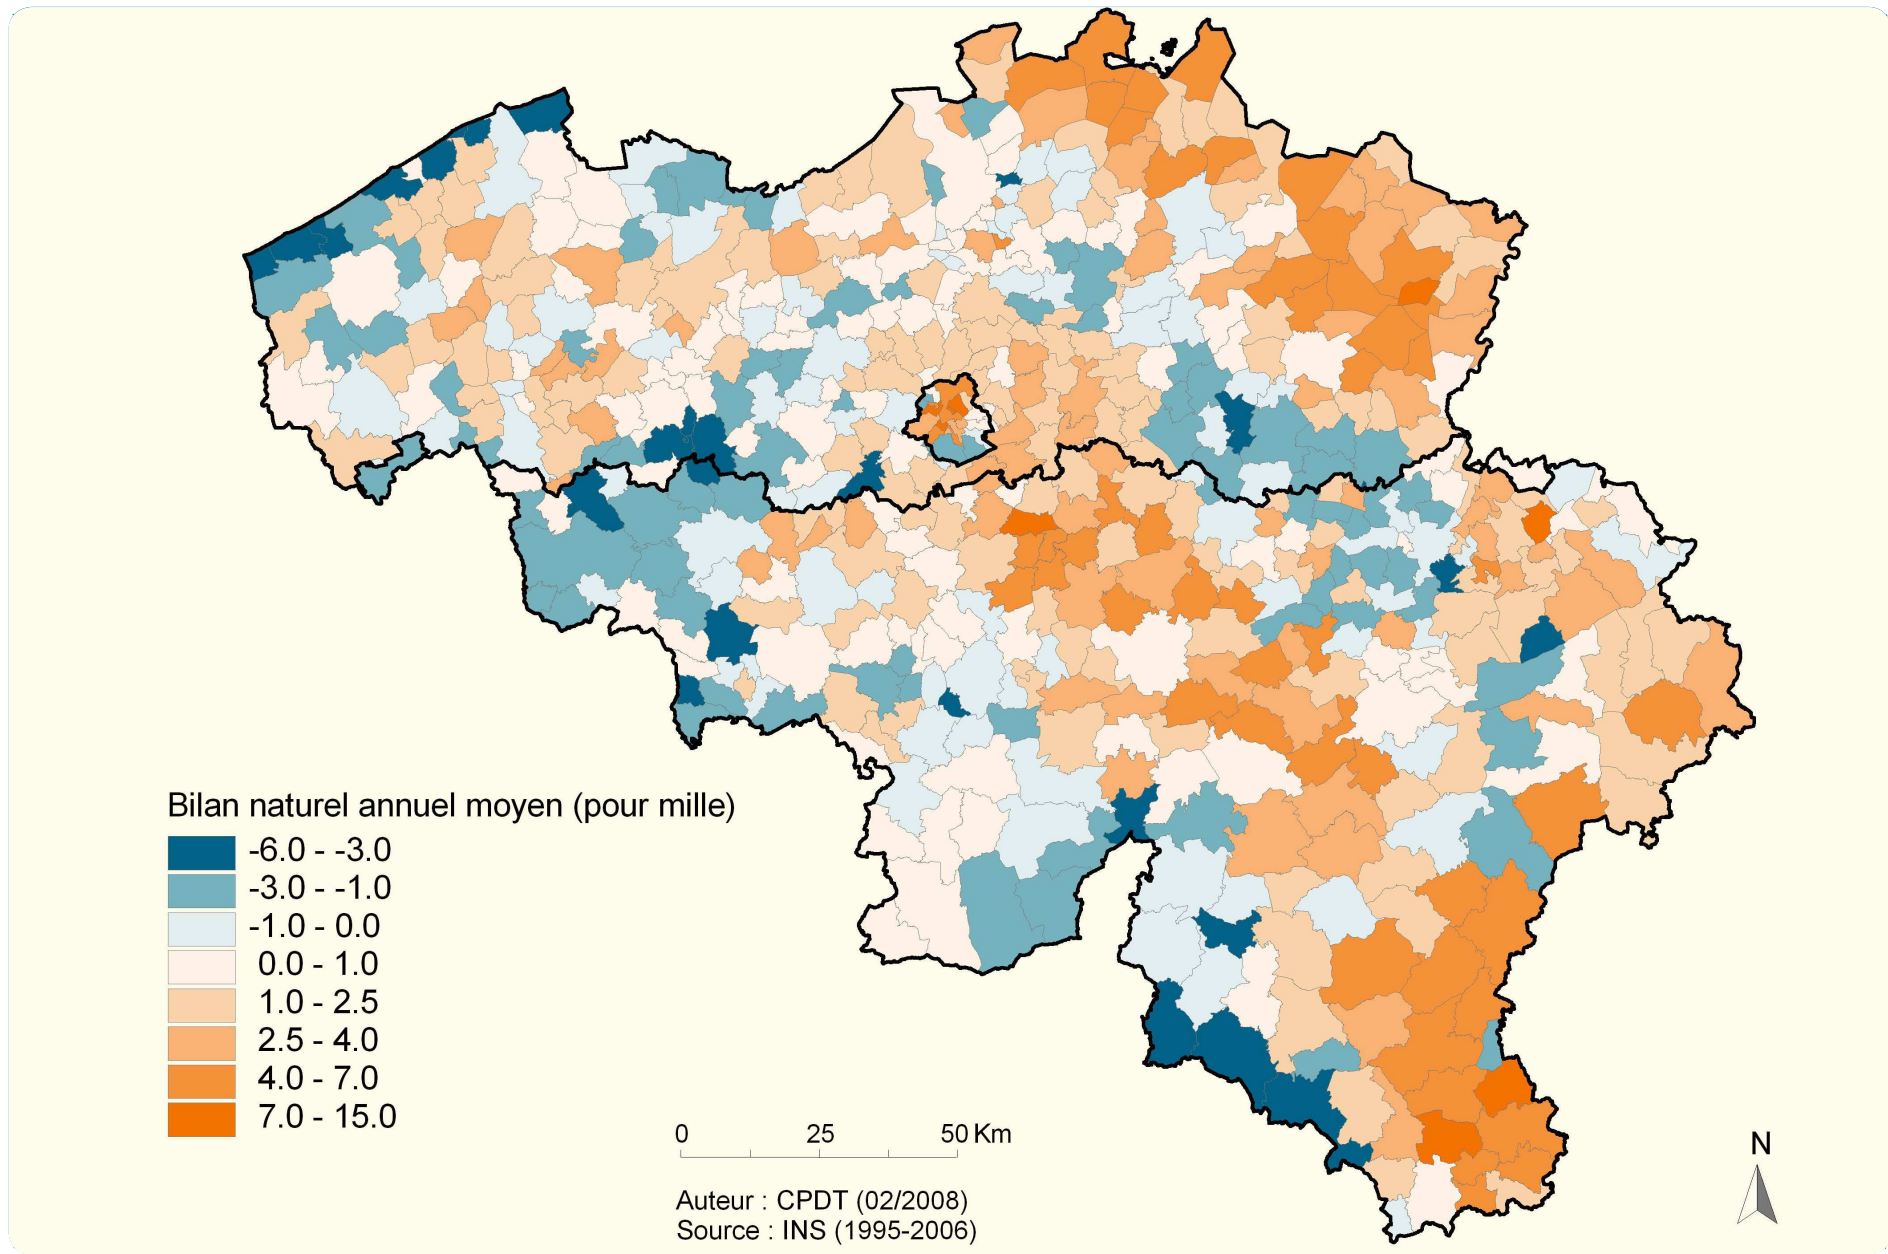 Bilan naturel annuel moyen (pour mille)
-6.0 - -3.0
-3.0 - -1.0
-1.0 - 0.0
0.0 - 1.0
1.0 - 2.5
2.5 - 4.0
4.0 - 7.0
7.0 - 15.0
0 25 50 Km
Auteur : CPDT (02/2008)
Source : INS (1995-2006)
N